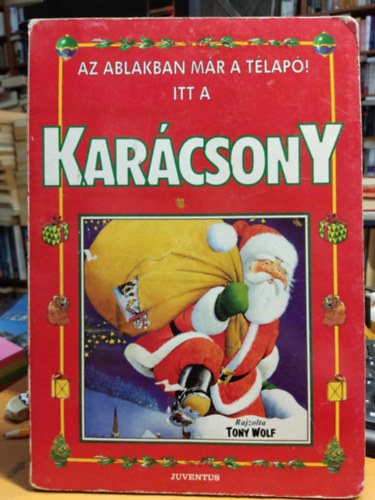 AZ ABLAKBAN MÁR A TÉLAPÓ!
ITT A
KARÁCSONY
Rajzolta
TONY WOLF
JUVENTUS